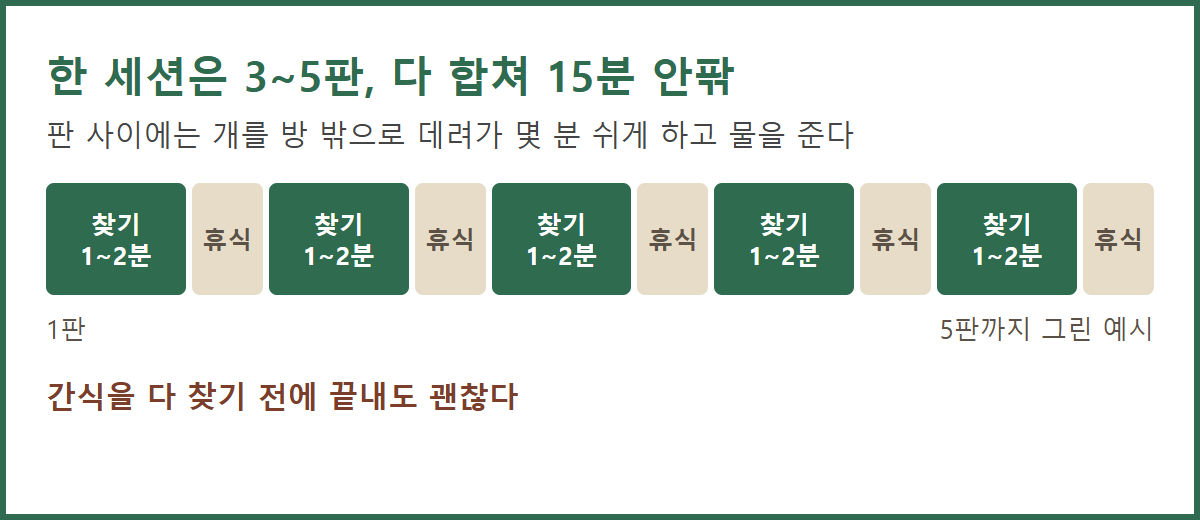 한 세션은 3~5판, 다 합쳐 15분 안팎
판 사이에는 개를 방 밖으로 데려가 몇 분 쉬게 하고 물을 준다
찾기
1~2분
휴식
찾기
1~2분
휴식
찾기
1~2분
휴식
찾기
1~2분
휴식
찾기
1~2분
휴식
1판
5판까지 그린 예시
간식을 다 찾기 전에 끝내도 괜찮다